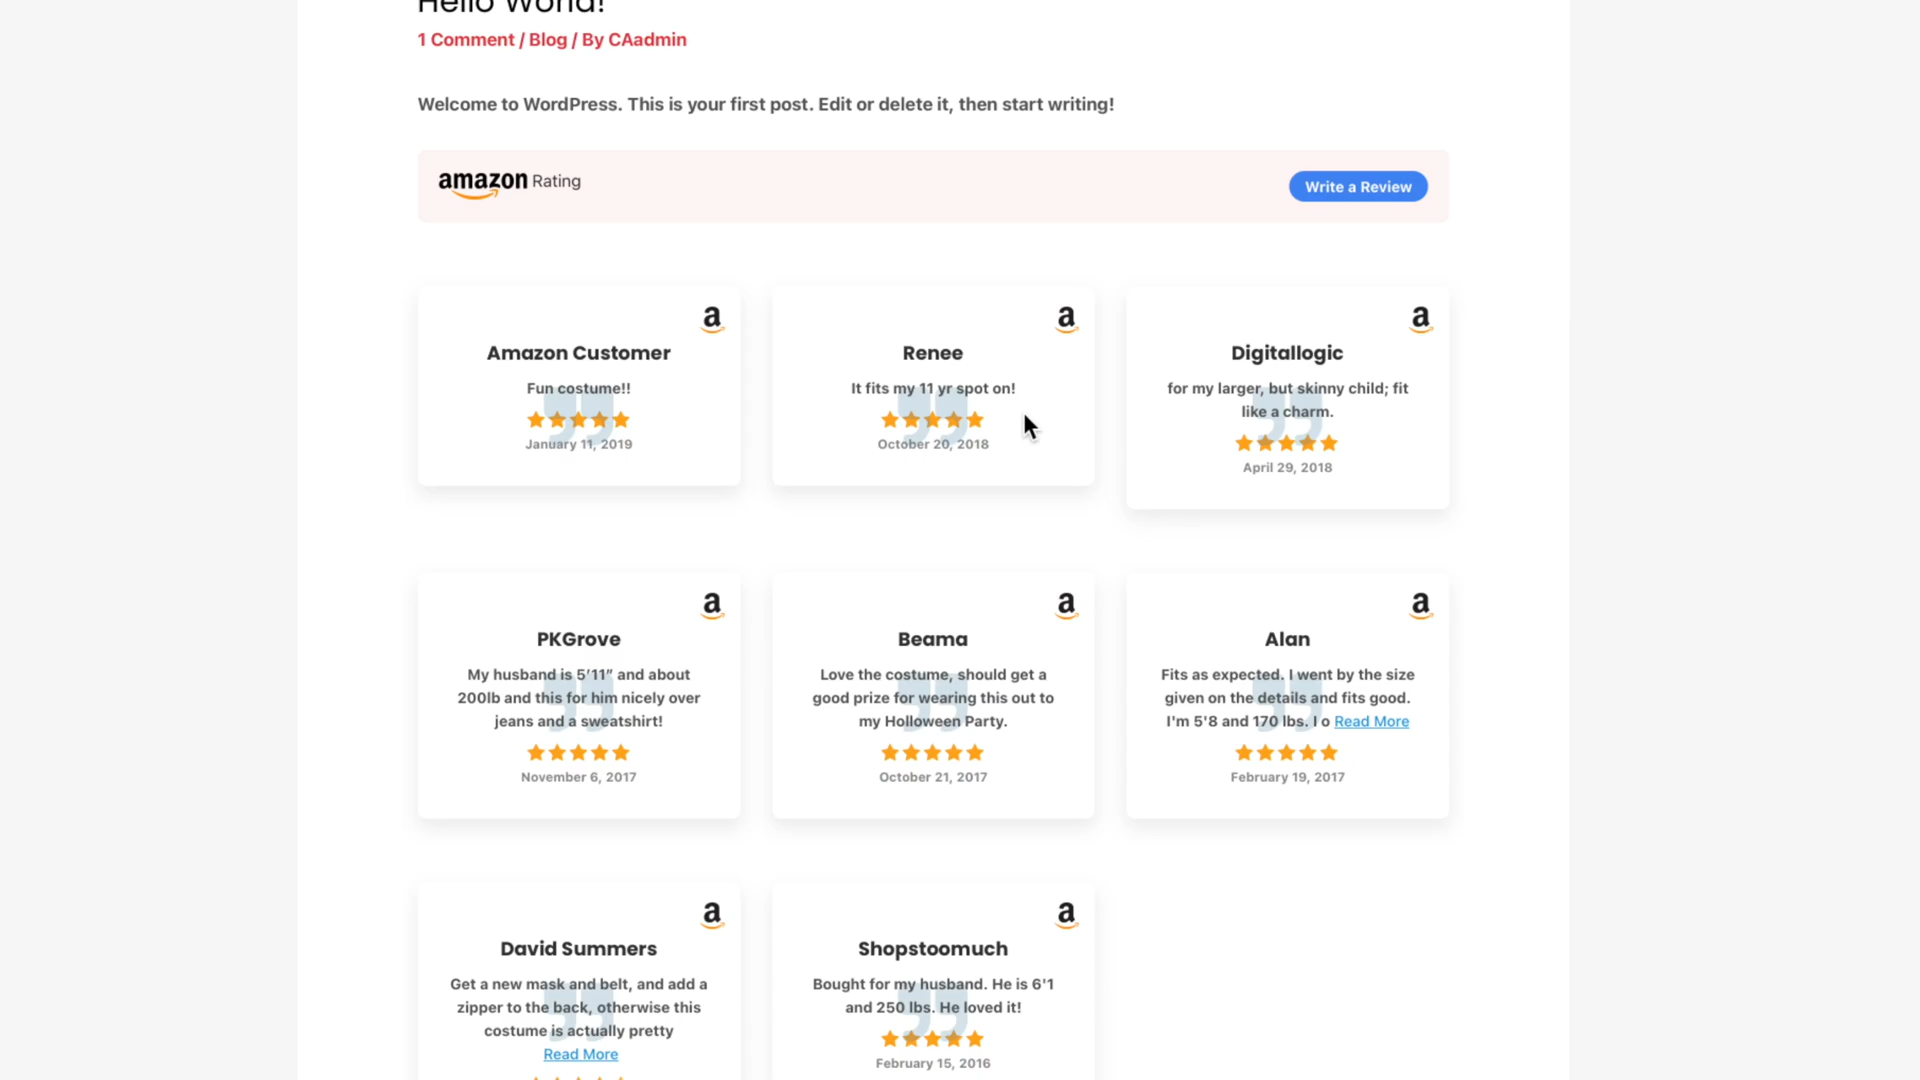 Hello World!
1 Comment / Blog / By CAadmin
Welcome to WordPress. This is your first post. Edit or delete it, then start writing!
amazon Rating
Write a Review
a
a
a
Amazon Customer
Fun costume!!
January 11, 2019
Renee
It fits my 11 yr spot on!
October 20, 2018
Digitallogic
for my larger, but skinny child; fit
like a charm.
April 29, 2018
a
a
a
PKGrove
My husband is 5’11” and about
200lb and this for him nicely over
jeans and a sweatshirt!
November 6, 2017
Beama
Love the costume, should get a
good prize for wearing this out to
my Holloween Party.
October 21, 2017
Alan
Fits as expected. I went by the size
given on the details and fits good.
I'm 5'8 and 170 lbs. I o Read More
February 19, 2017
a
a
David Summers
Get a new mask and belt, and add a
zipper to the back, otherwise this
costume is actually pretty
Read More
Shopstoomuch
Bought for my husband. He is 6'1
and 250 lbs. He loved it!
February 15, 2016